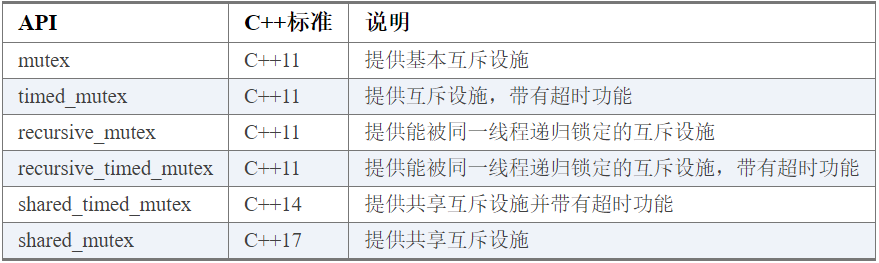 API C++标准 说明
mutex C++11 提供基本互斥设施
timed_mutex C++11 提供互斥设施，带有超时功能
recursive_mutex C++11 提供能被同一线程递归锁定的互斥设施
recursive_timed_mutex C++11 提供能被同一线程递归锁定的互斥设施，带有超时功能
shared_timed_mutex C++14 提供共享互斥设施并带有超时功能
shared_mutex C++17 提供共享互斥设施